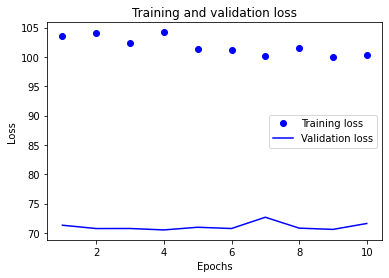 Training and validation loss
105
100
95
90
85
80
75
70
Loss
Training loss
Validation loss
2
4
6
8
10
Epochs